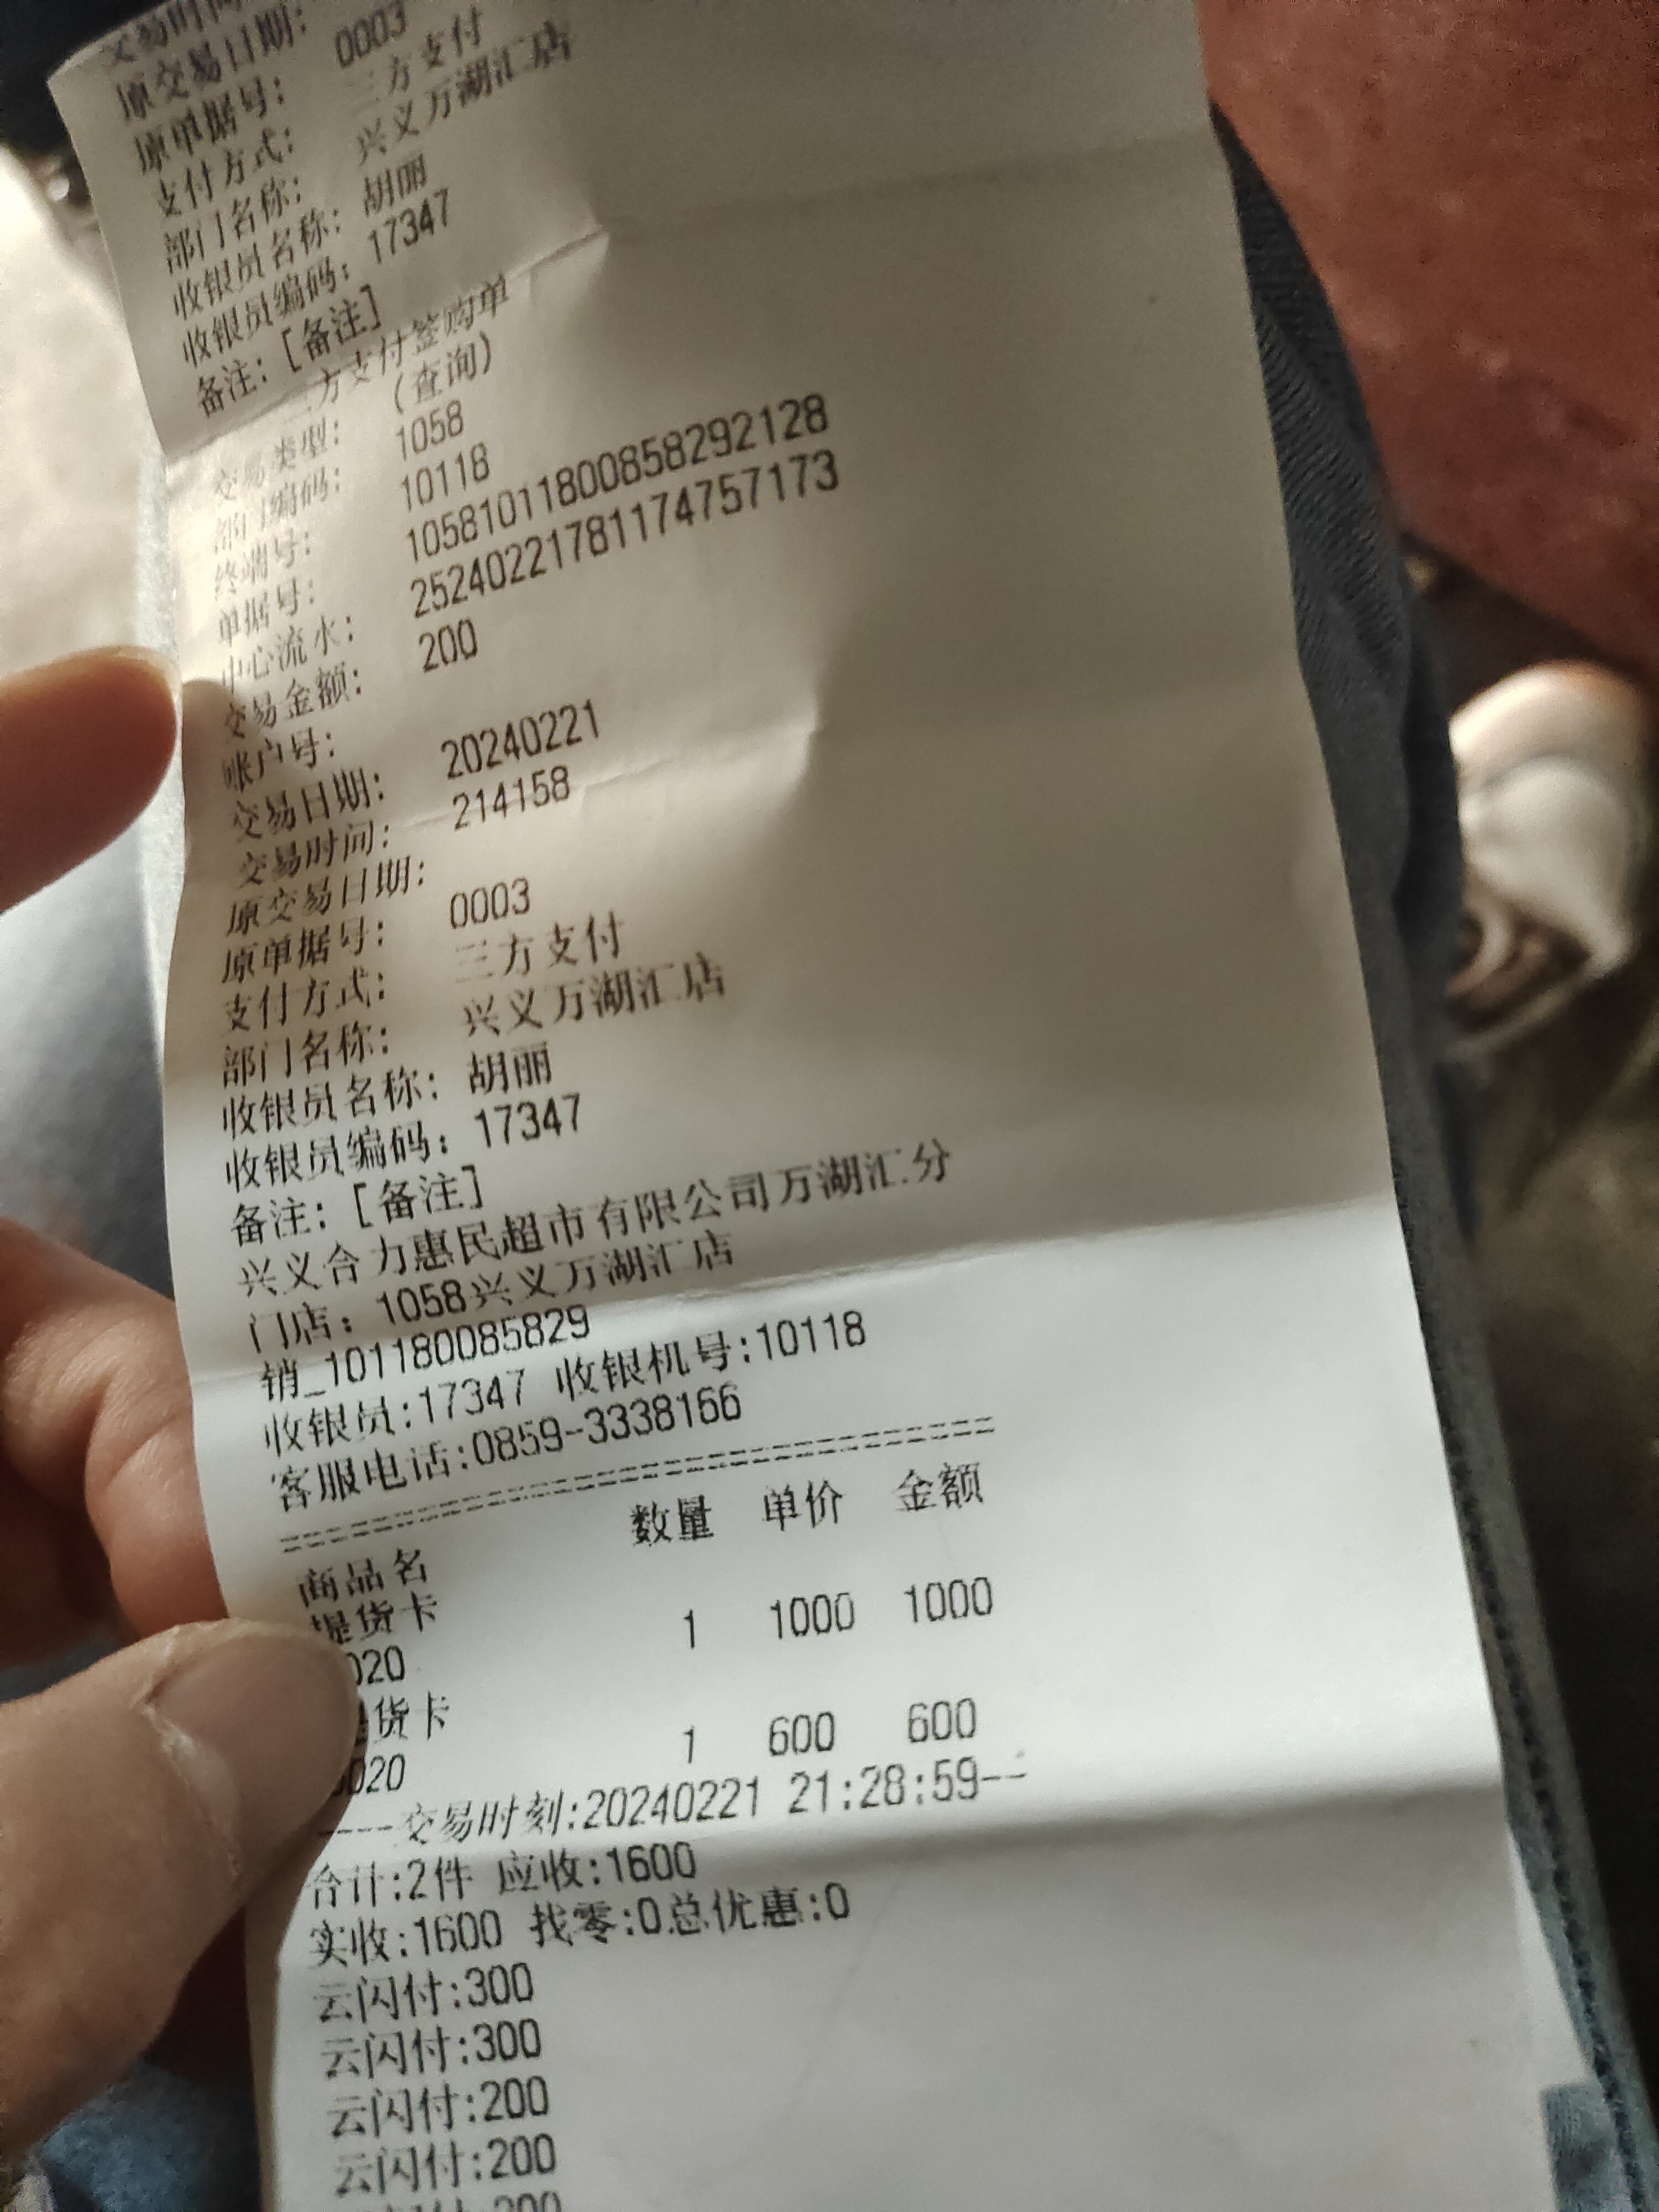 交易时间:
原交易日期:
原单据号: 0003
支付方式: 三方支付
部门名称: 兴义万湖汇店
收银员名称: 胡丽
收银员编码: 17347
备注: [备注]
三方支付签购单
交易类型: (查询)
部门编码: 1058
终端号: 10118
单据号: 10581011800858292128
中心流水: 25240221781174757173
交易金额: 200
账户号:
交易日期: 20240221
交易时间: 214158
原交易日期:
原单据号: 0003
支付方式: 三方支付
部门名称: 兴义万湖汇店
收银员名称: 胡丽
收银员编码: 17347
备注: [备注]
兴义合力惠民超市有限公司万湖汇分
门店: 1058兴义万湖汇店
销_101180085829
收银员:17347 收银机号:10118
客服电话:0859-3338166
================================
商品名 数量 单价 金额
提货卡
020 1 1000 1000
货卡
020 1 600 600
----交易时刻:20240221 21:28:59--
合计:2件 应收:1600
实收:1600 找零:0总优惠:0
云闪付:300
云闪付:300
云闪付:200
云闪付:200